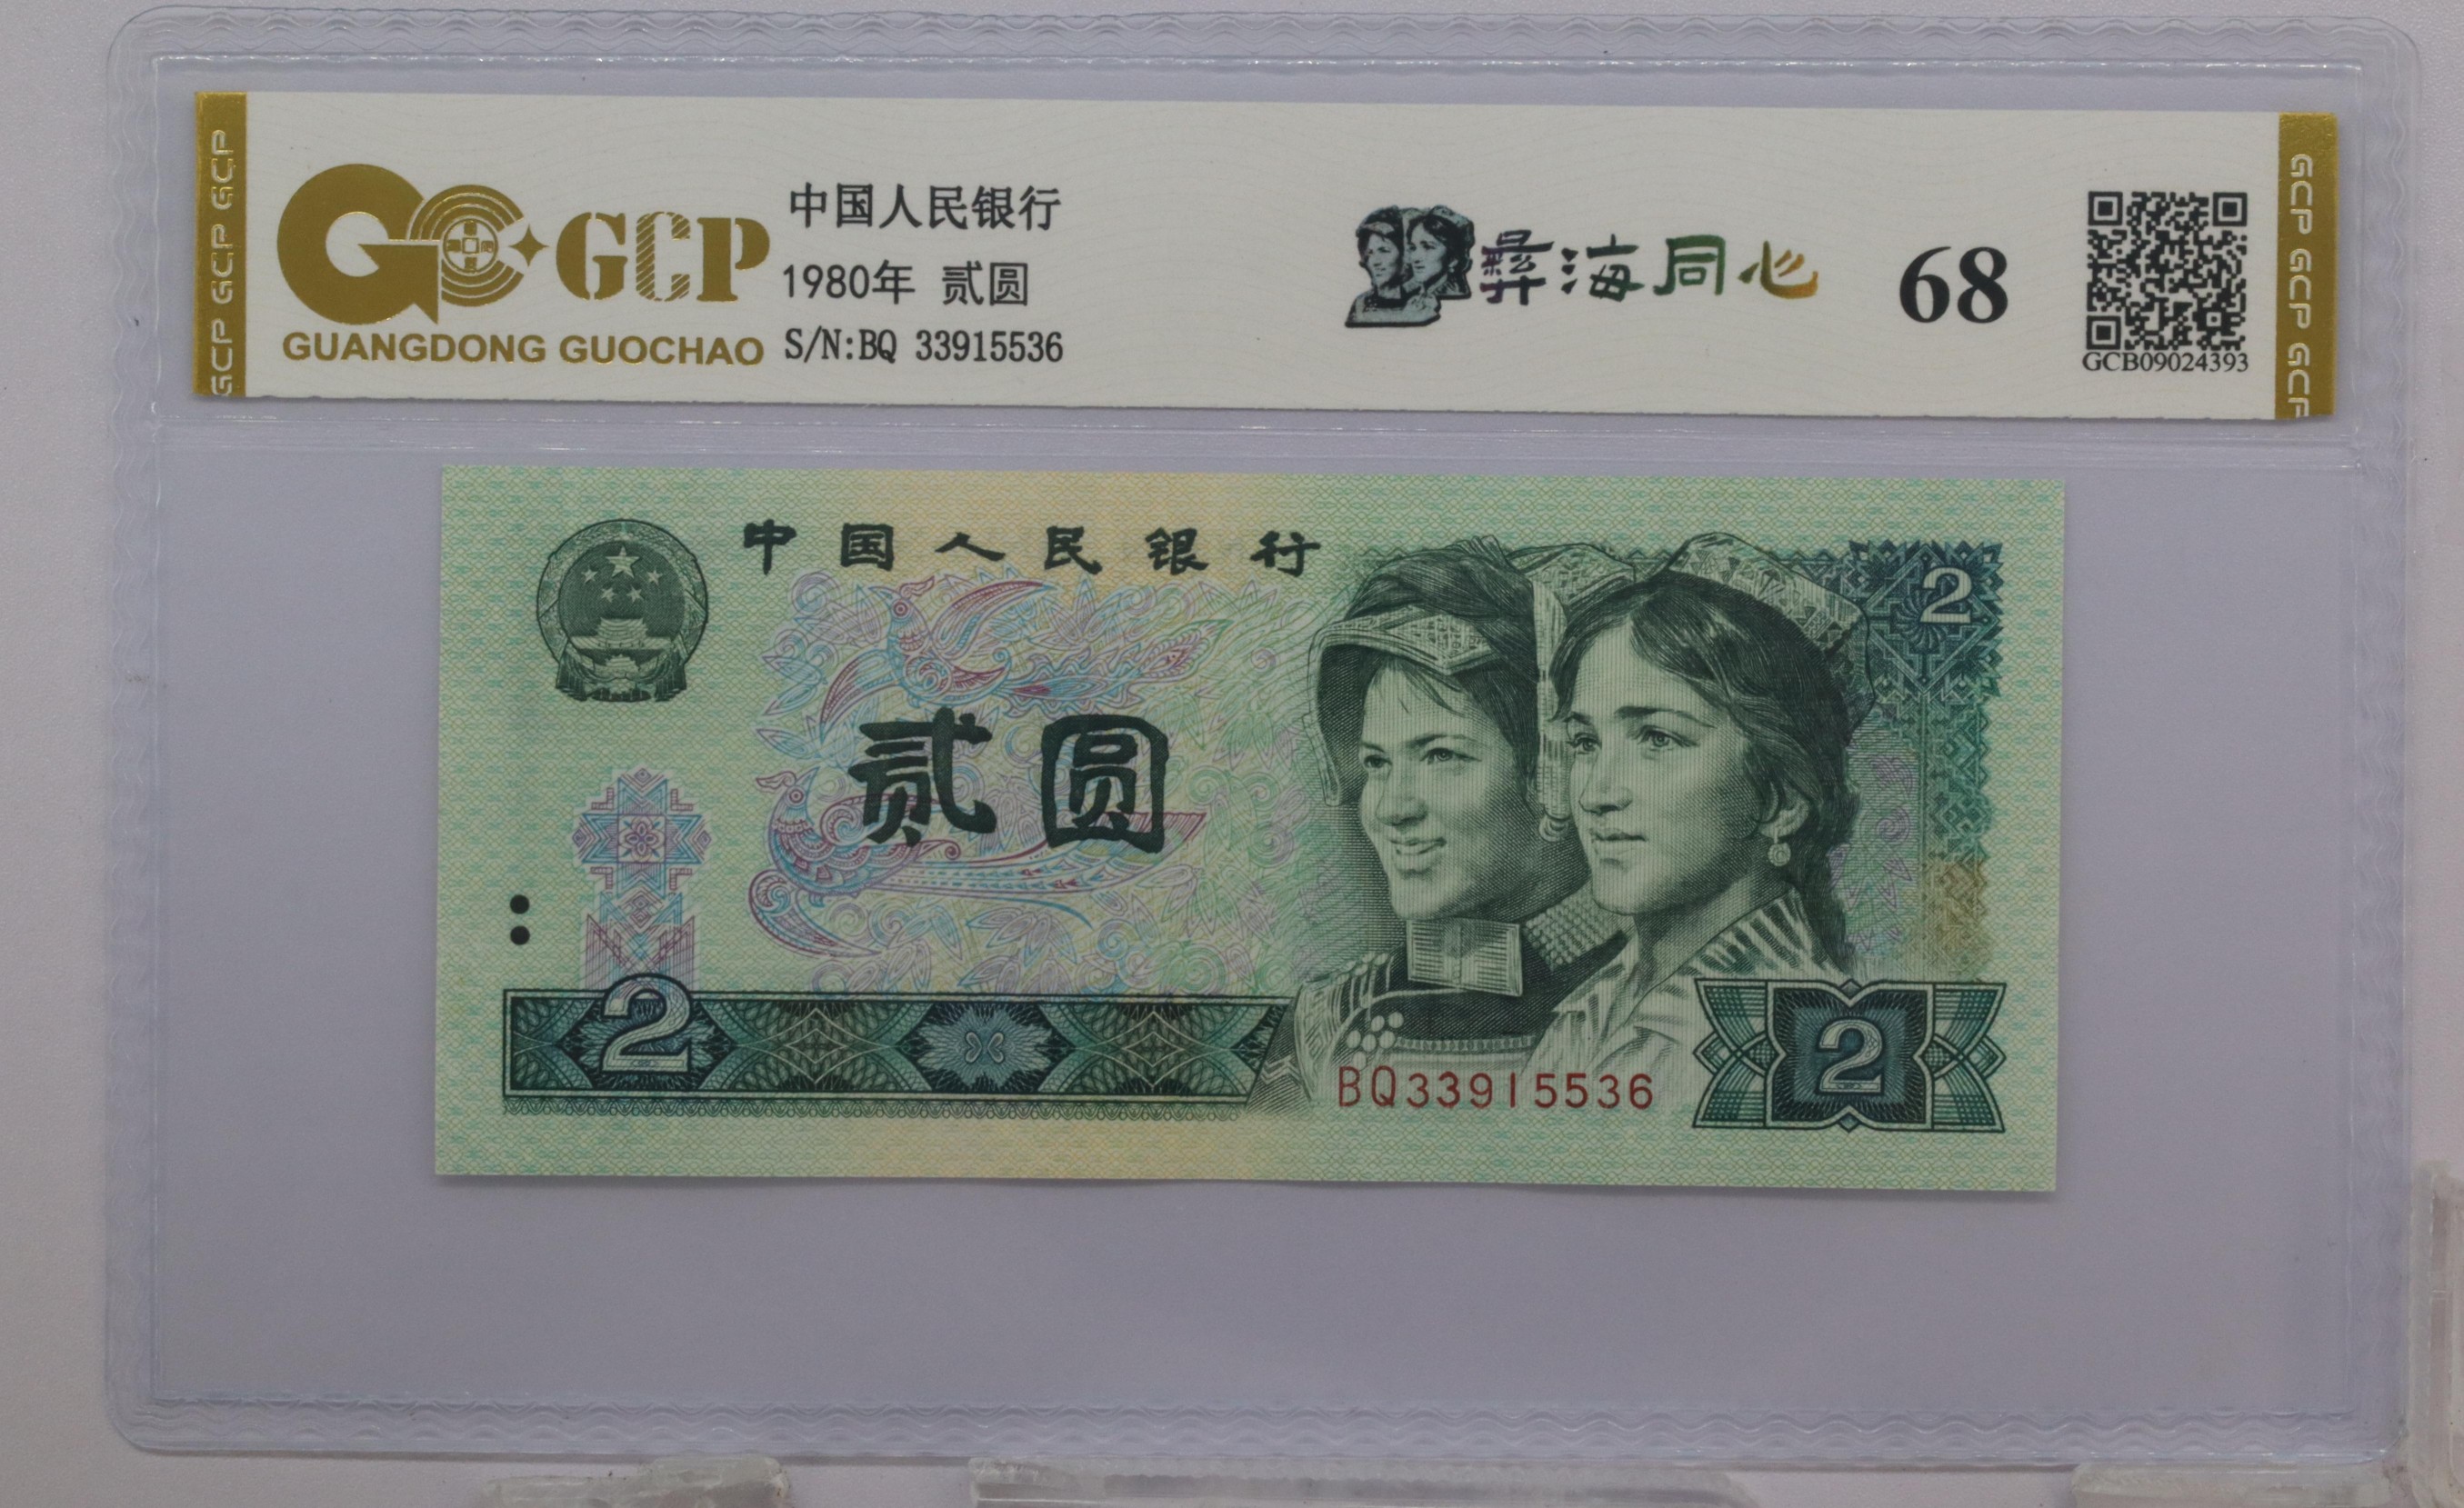 GCP GCP GCP GCP
GCP
GUANGDONG GUOCHAO
中国人民银行
1980年 贰圆
S/N:BQ 33915536
彝海同心
68
GCB09024393
GCP GCP GCP GCP
中国人民银行
2
贰圆
2
BQ33915536
2